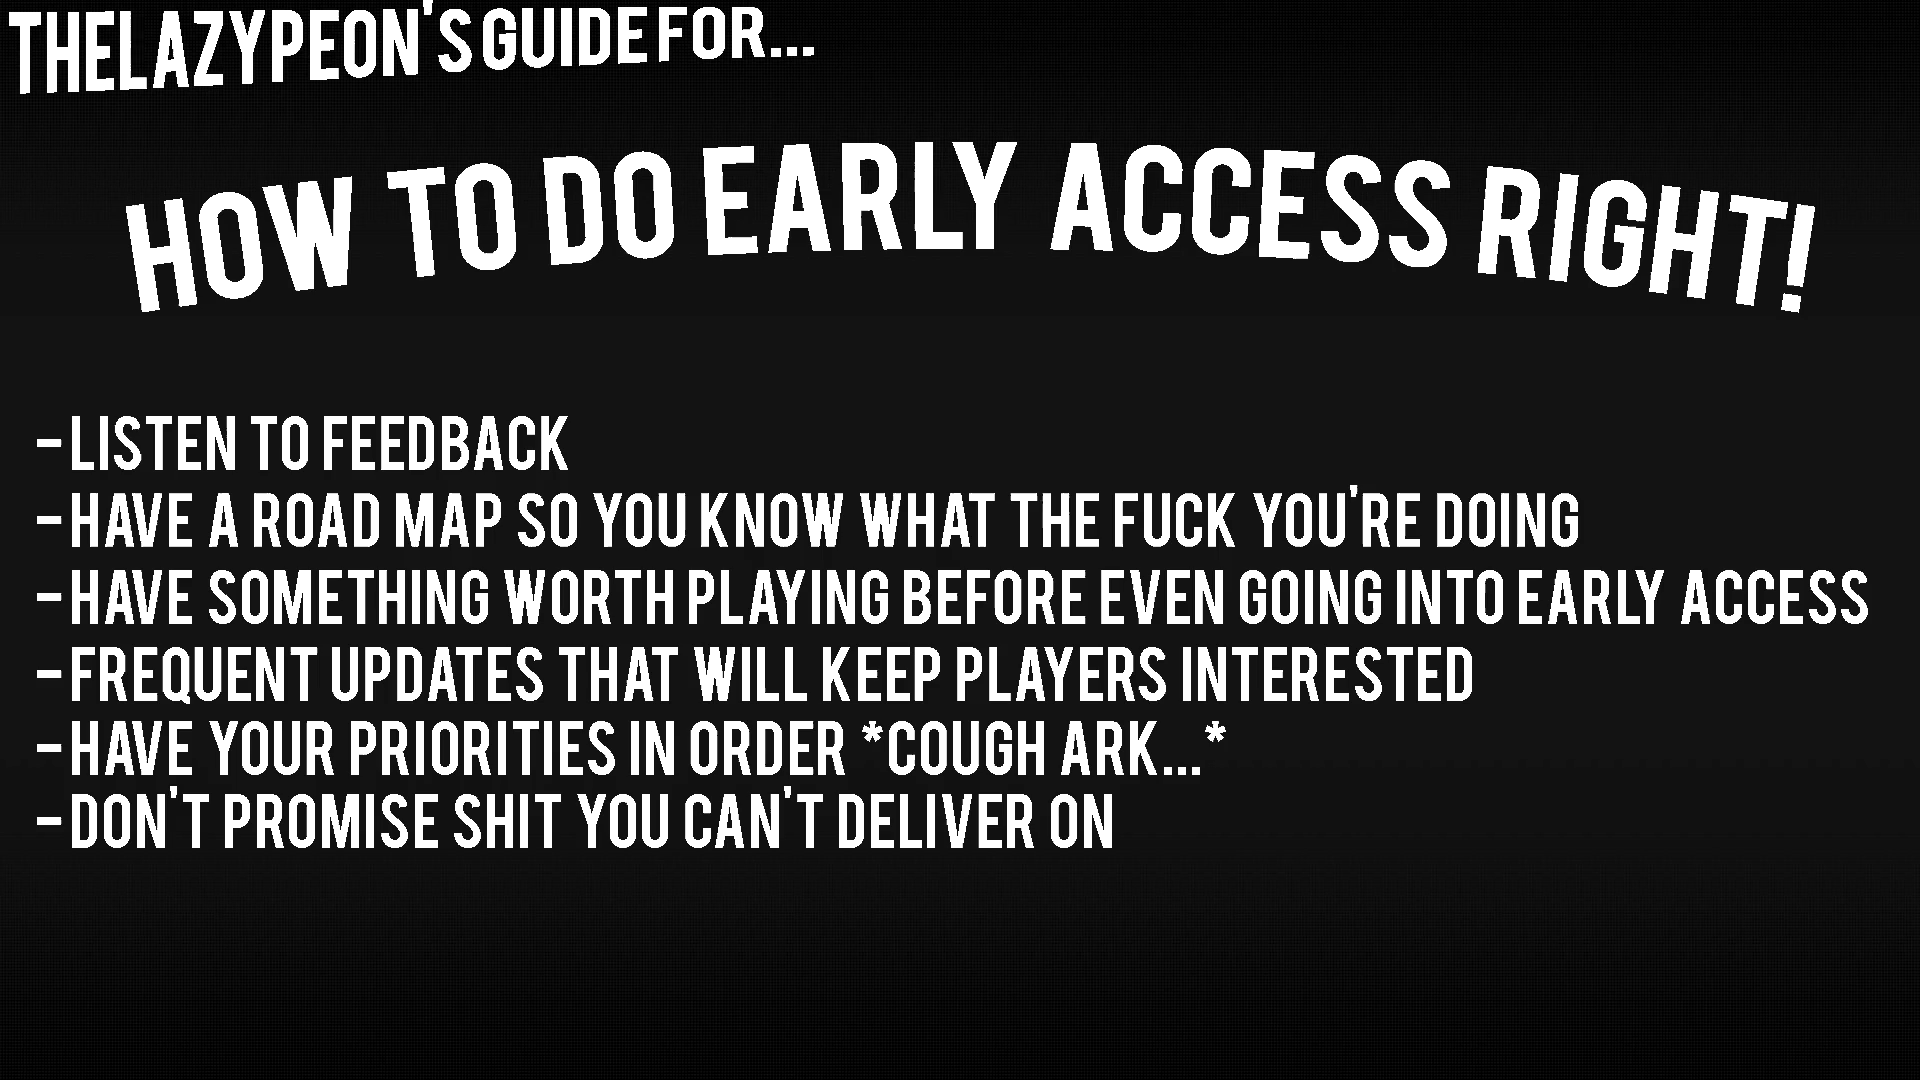 THELAZYPEON'S GUIDE FOR...
HOW TO DO EARLY ACCESS RIGHT!
-LISTEN TO FEEDBACK
-HAVE A ROAD MAP SO YOU KNOW WHAT THE FUCK YOU'RE DOING
-HAVE SOMETHING WORTH PLAYING BEFORE EVEN GOING INTO EARLY ACCESS
-FREQUENT UPDATES THAT WILL KEEP PLAYERS INTERESTED
-HAVE YOUR PRIORITIES IN ORDER *COUGH ARK...*
-DON'T PROMISE SHIT YOU CAN'T DELIVER ON